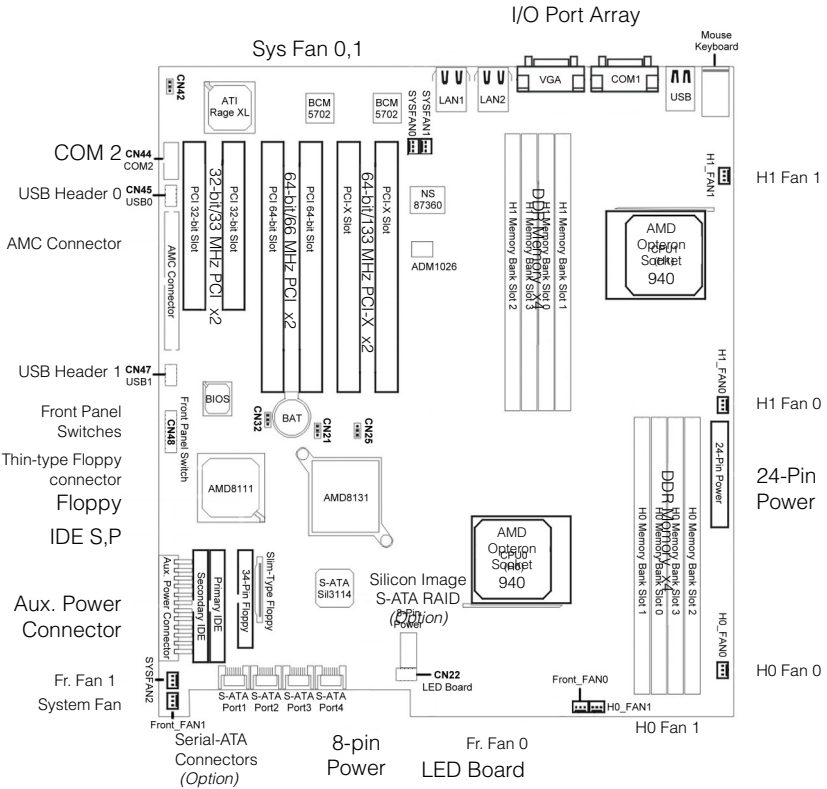 I/O Port Array
Mouse
Keyboard
Sys Fan 0,1
CN42
ATI
Rage XL
BCM
5702
BCM
5702
SYSFAN0
SYSFAN1
LAN1
LAN2
VGA
COM1
USB
COM 2
CN44
COM2
USB Header 0
CN45
USB0
AMC Connector
AMC Connector
PCI 32-bit Slot
32-bit/33 MHz PCI x2
PCI 32-bit Slot
PCI 64-bit Slot
64-bit/66 MHz PCI x2
PCI 64-bit Slot
PCI-X Slot
64-bit/133 MHz PCI-X x2
PCI-X Slot
NS
87360
ADM1026
H1 Memory Bank Slot 2
H1 Memory Bank Slot 3
DDR Memory x4
H1 Memory Bank Slot 0
H1 Memory Bank Slot 1
H1_FAN1
H1 Fan 1
AMD
Opteron
CPU1
(H1)
Socket
940
USB Header 1
CN47
USB1
BIOS
CN32
BAT
CN21
CN25
H1_FAN0
H1 Fan 0
Front Panel
Switches
CN48
Front Panel Switch
Thin-type Floppy
connector
Floppy
IDE S,P
AMD8111
AMD8131
24-Pin Power
24-Pin
Power
H0 Memory Bank Slot 1
H0 Memory Bank Slot 0
DDR Memory x4
H0 Memory Bank Slot 3
H0 Memory Bank Slot 2
AMD
Opteron
CPU0
(H0)
Socket
940
Aux. Power
Connector
Aux. Power Connector
Secondary IDE
Primary IDE
34-Pin Floppy
Slim-Type Floppy
S-ATA
Sil3114
Silicon Image
S-ATA RAID
(Option)
8-Pin
Power
CN22
LED Board
H0_FAN0
H0 Fan 0
Fr. Fan 1
SYSFAN2
System Fan
Front_FAN1
S-ATA
Port1
S-ATA
Port2
S-ATA
Port3
S-ATA
Port4
Front_FAN0
H0_FAN1
H0 Fan 1
Serial-ATA
Connectors
(Option)
8-pin
Power
LED Board
Fr. Fan 0